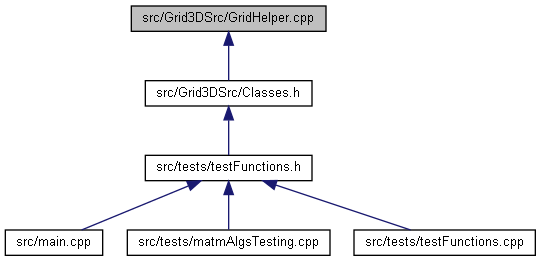 src/Grid3DSrc/GridHelper.cpp
src/Grid3DSrc/Classes.h
src/tests/testFunctions.h
src/main.cpp
src/tests/matmAlgsTesting.cpp
src/tests/testFunctions.cpp